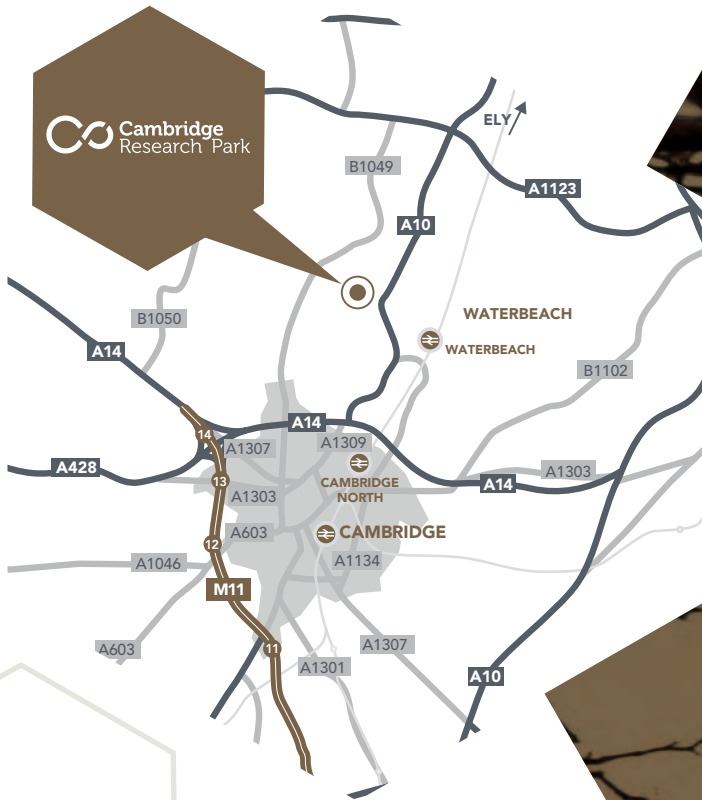 Cambridge
Research Park
ELY
B1049
A1123
A10
B1050
WATERBEACH
WATERBEACH
A14
B1102
A14
14
A1307
A1309
A428
13
CAMBRIDGE
NORTH
A1303
A14
A1303
A603
CAMBRIDGE
12
A1046
A1134
M11
A603
11
A1307
A1301
A10